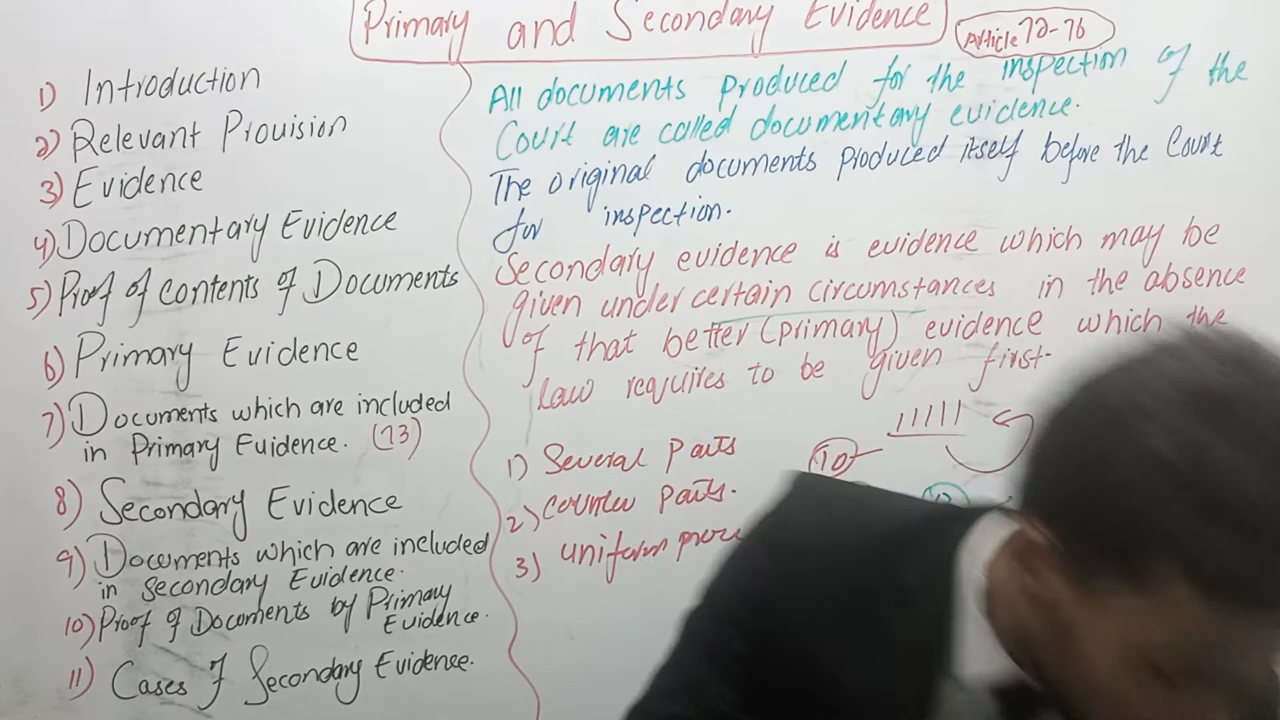 Primary and Secondary Evidence
Article 72-76
1) Introduction
2) Relevant Provision
3) Evidence
4) Documentary Evidence
5) Proof of contents of Documents
6) Primary Evidence
7) Documents which are included
in Primary Evidence. (73)
8) Secondary Evidence
9) Documents which are included
in secondary Evidence.
10) Proof of Documents by Primary
Evidence.
11) Cases of Secondary Evidence.
All documents produced for the inspection of the
Court are called documentary evidence.
The original documents produced itself before the Court
for inspection.
Secondary evidence is evidence which may be
given under certain circumstances in the absence
of that better (primary) evidence which the
law requires to be given first.
1) Several Parts
2) Counter Parts.
3) uniform
10